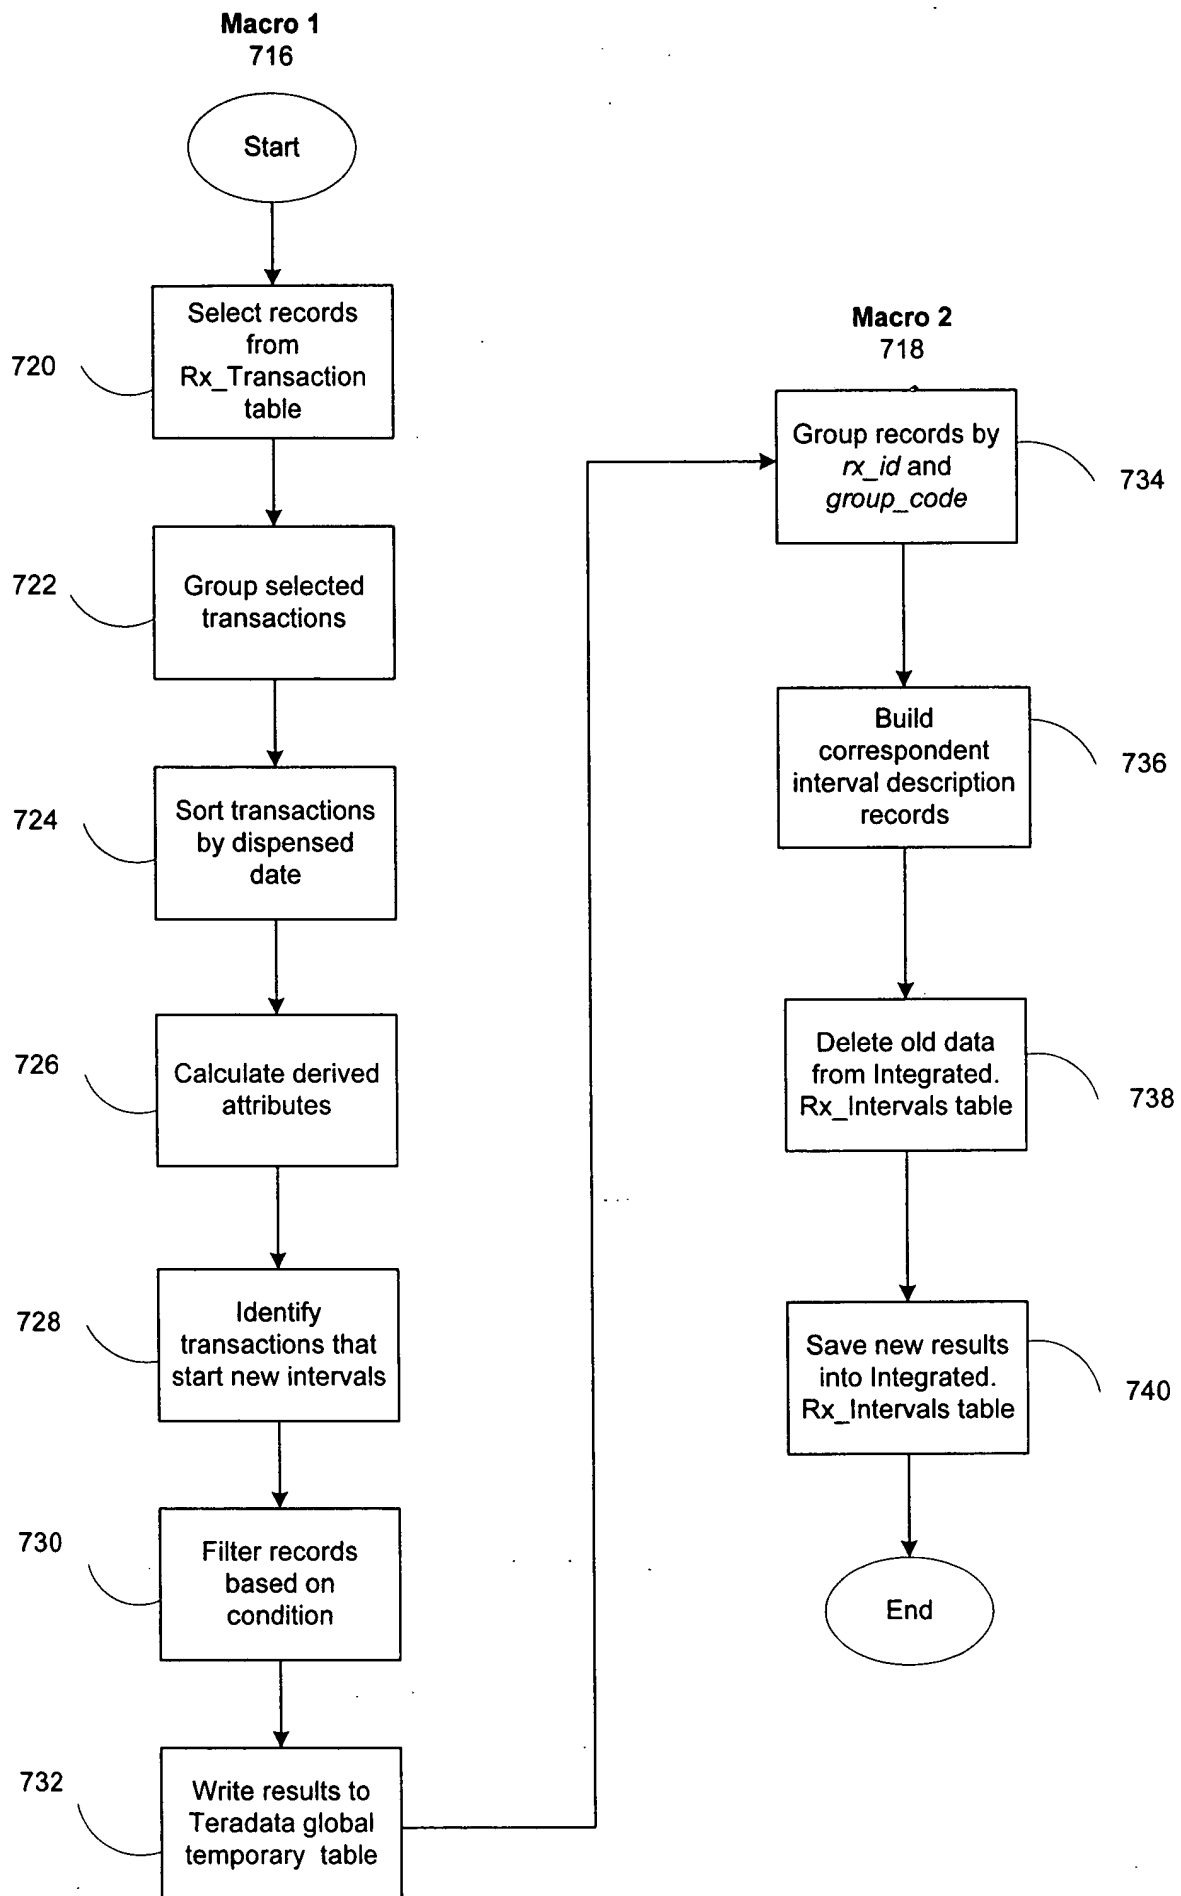 Macro 1
716
Start
720
Select records
from
Rx_Transaction
table
722
Group selected
transactions
724
Sort transactions
by dispensed
date
726
Calculate derived
attributes
728
Identify
transactions that
start new intervals
730
Filter records
based on
condition
732
Write results to
Teradata global
temporary table
Macro 2
718
Group records by
rx_id and
group_code
734
Build
correspondent
interval description
records
736
Delete old data
from Integrated.
Rx_Intervals table
738
Save new results
into Integrated.
Rx_Intervals table
740
End